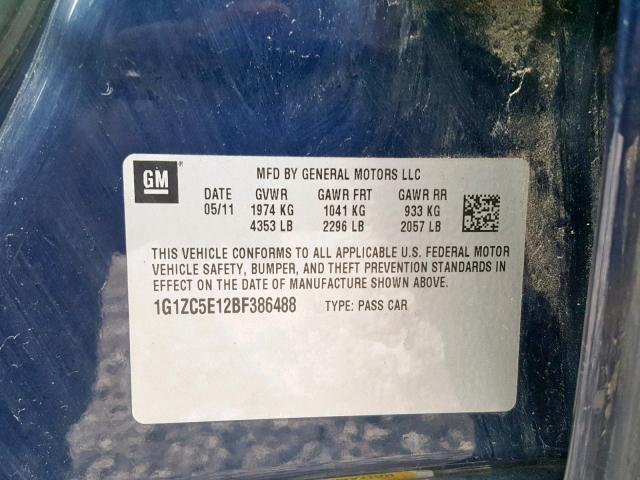 GM®
MFD BY GENERAL MOTORS LLC
DATE GVWR GAWR FRT GAWR RR
05/11 1974 KG 1041 KG 933 KG
4353 LB 2296 LB 2057 LB
THIS VEHICLE CONFORMS TO ALL APPLICABLE U.S. FEDERAL MOTOR
VEHICLE SAFETY, BUMPER, AND THEFT PREVENTION STANDARDS IN
EFFECT ON THE DATE OF MANUFACTURE SHOWN ABOVE.
1G1ZC5E12BF386488 TYPE: PASS CAR